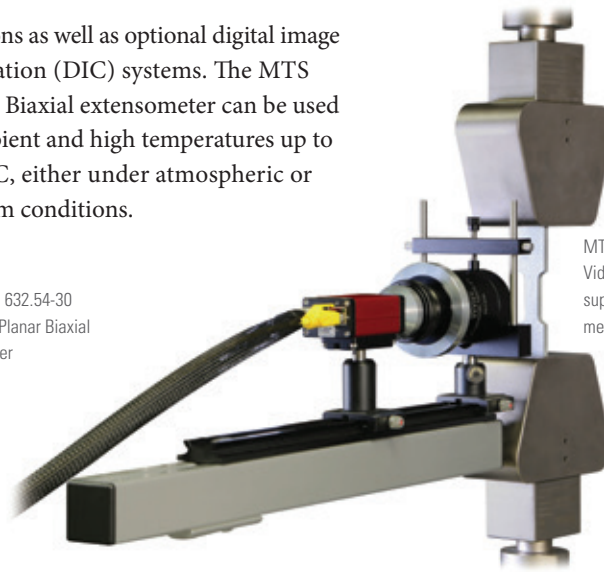 ons as well as optional digital image
ation (DIC) systems. The MTS
Biaxial extensometer can be used
bient and high temperatures up to
C, either under atmospheric or
m conditions.
632.54-30
Planar Biaxial
er
MT
Vid
sup
me